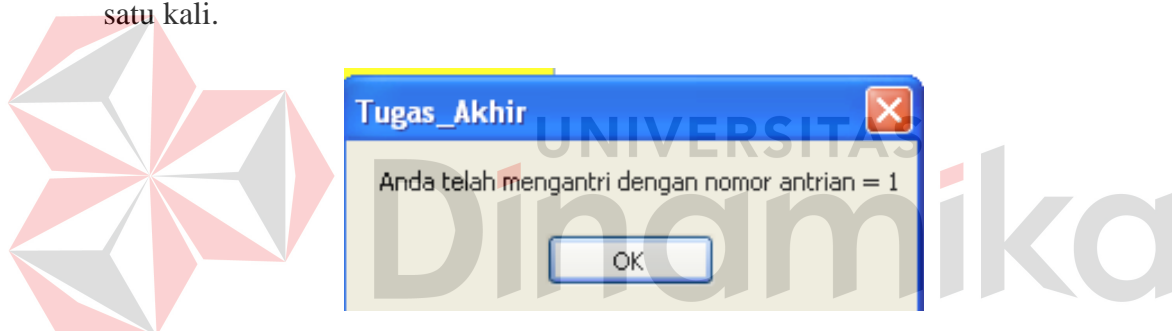 satu kali.
Tugas_Akhir
UNIVERSITAS
Dinamika
Anda telah mengantri dengan nomor antrian = 1
OK